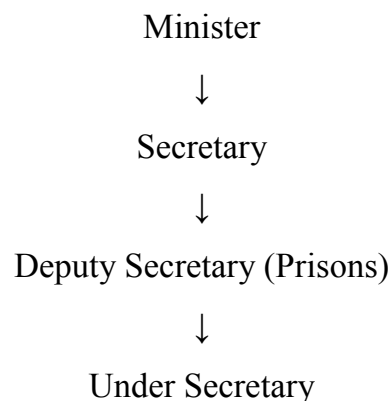 Minister
↓
Secretary
↓
Deputy Secretary (Prisons)
↓
Under Secretary